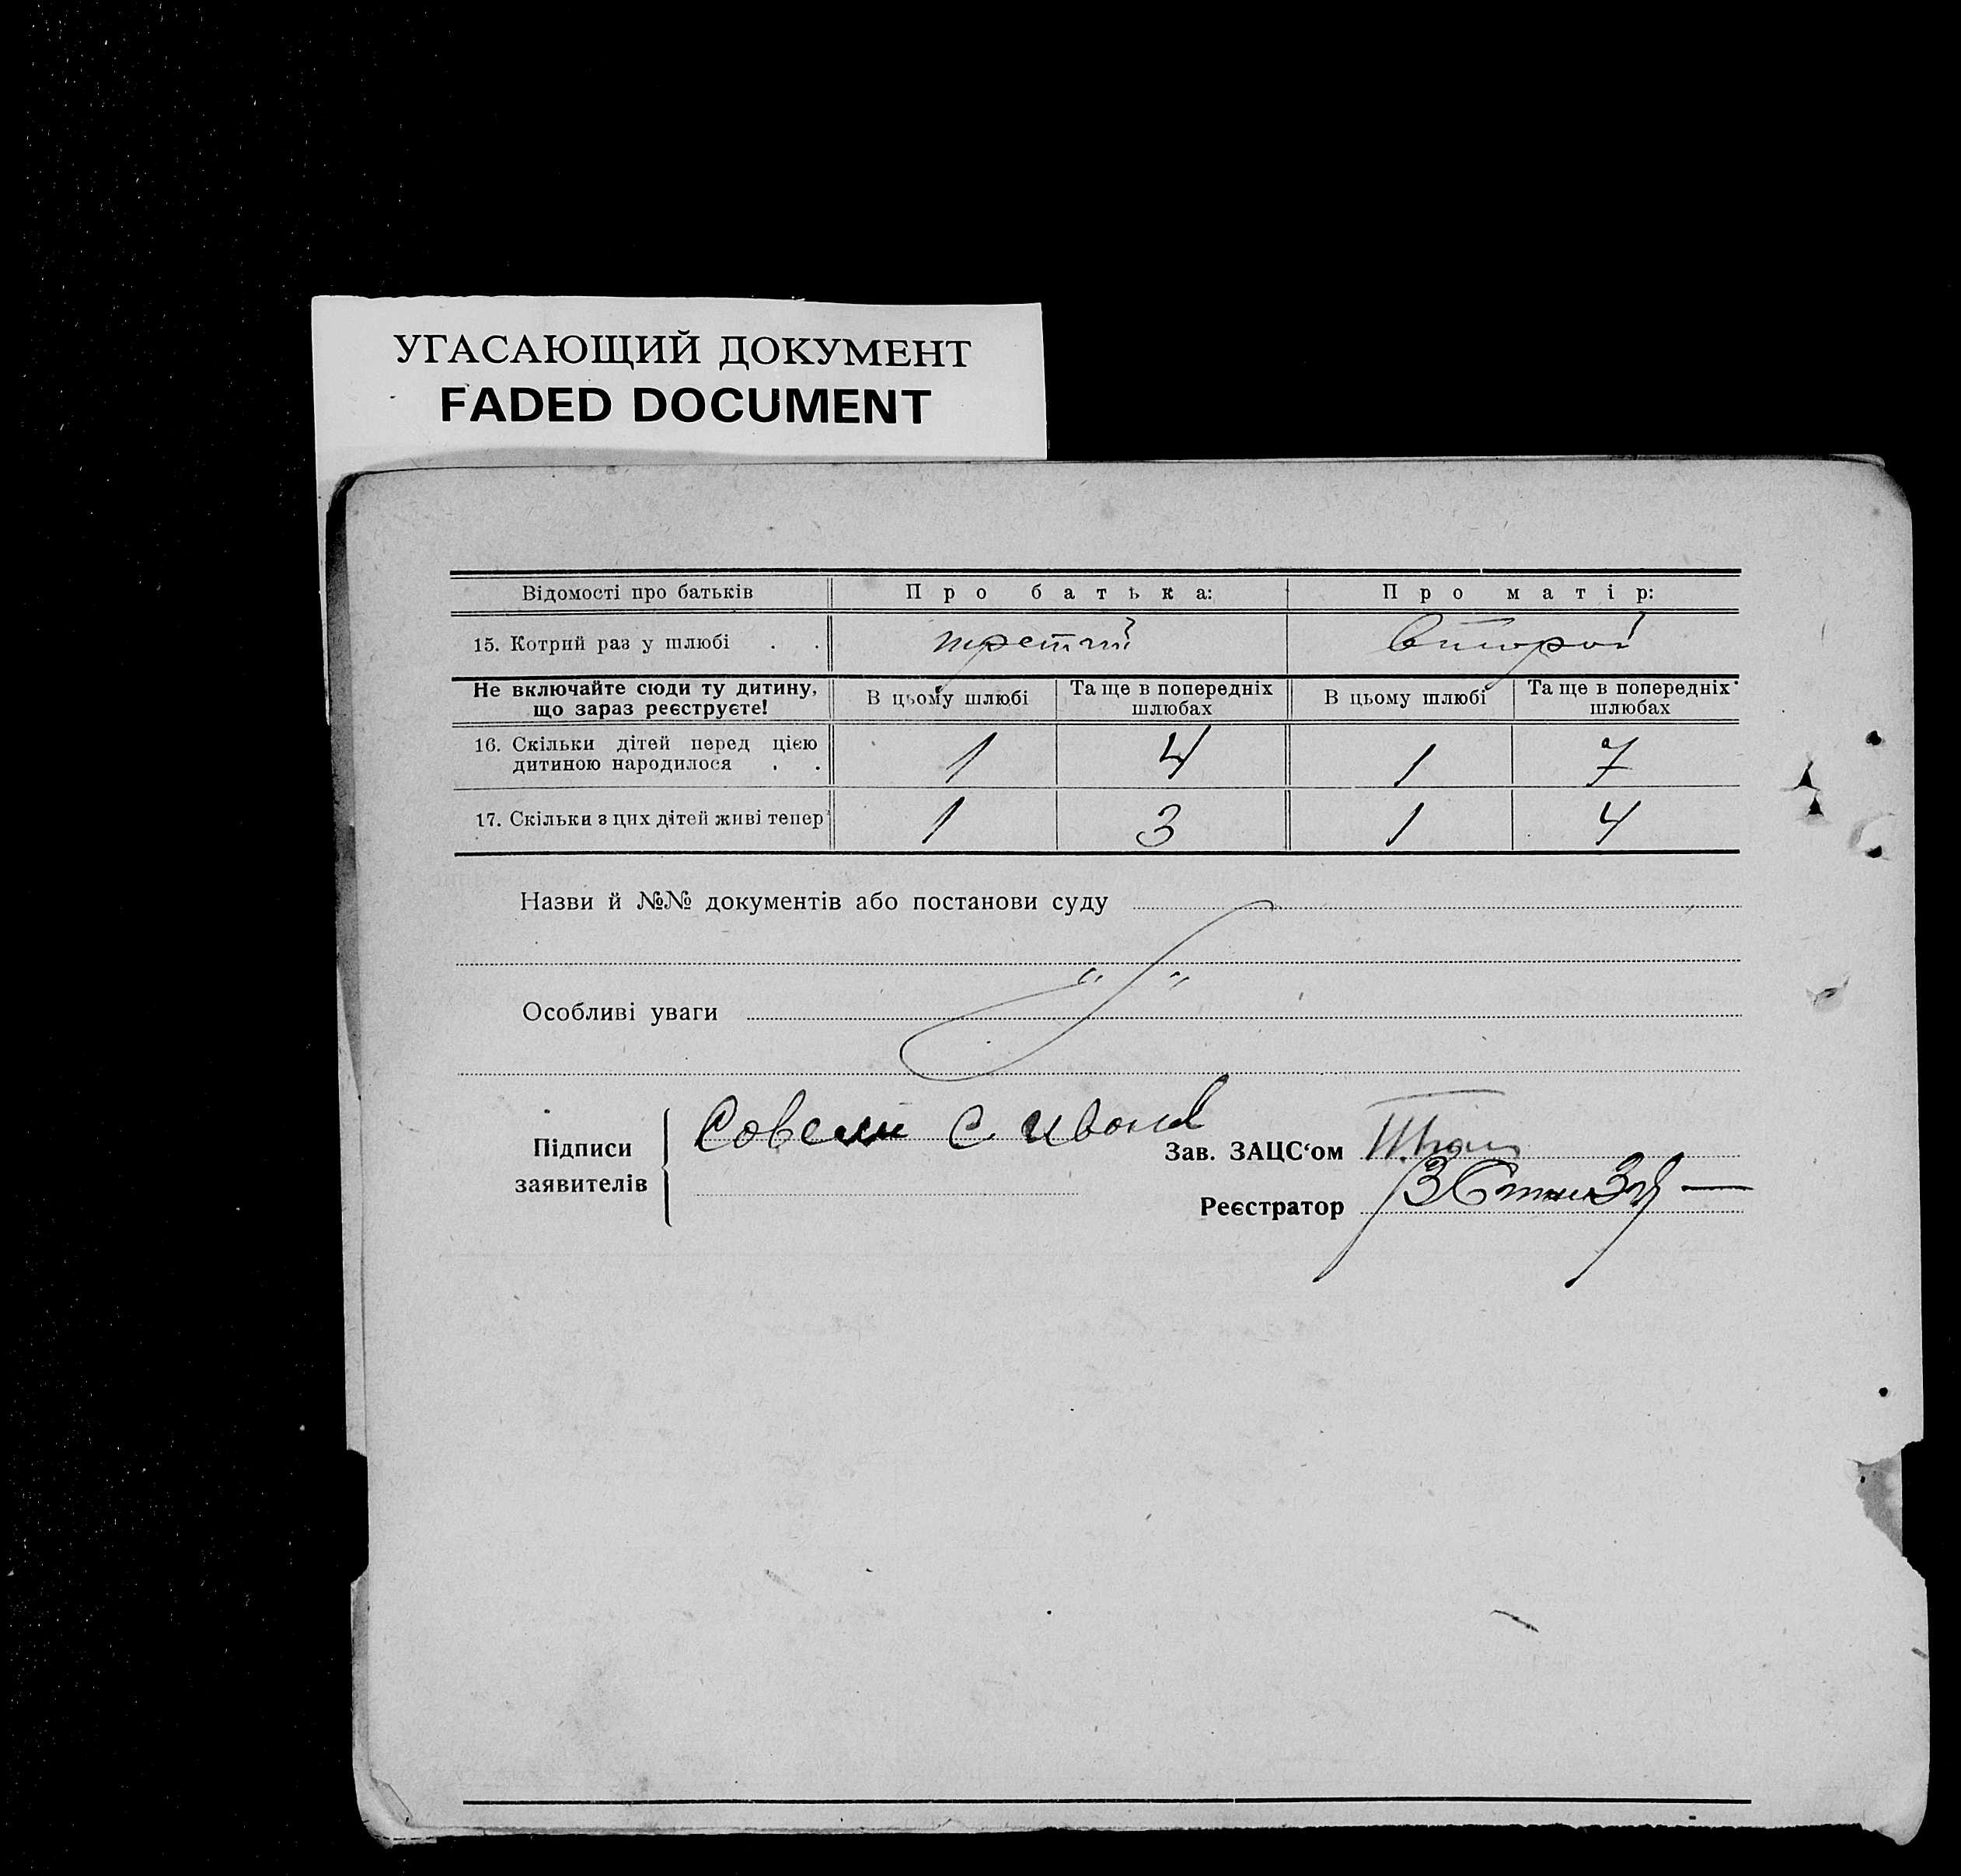 УГАСАЮЩИЙ ДОКУМЕНТ
FADED DOCUMENT
Відомості про батьків Про батька: Про матір:
15. Котрий раз у шлюбі . . третий второй
Не включайте сюди ту дитину, що зараз реєструєте! В цьому шлюбі Та ще в попередніх шлюбах В цьому шлюбі Та ще в попередніх шлюбах
16. Скільки дітей перед цією дитиною народилося . . 1 4 1 7
17. Скільки з цих дітей живі тепер 1 3 1 4
Назви й №№ документів або постанови суду
Особливі уваги
Підписи заявителів
Зав. ЗАЦС‘ом
Реєстратор